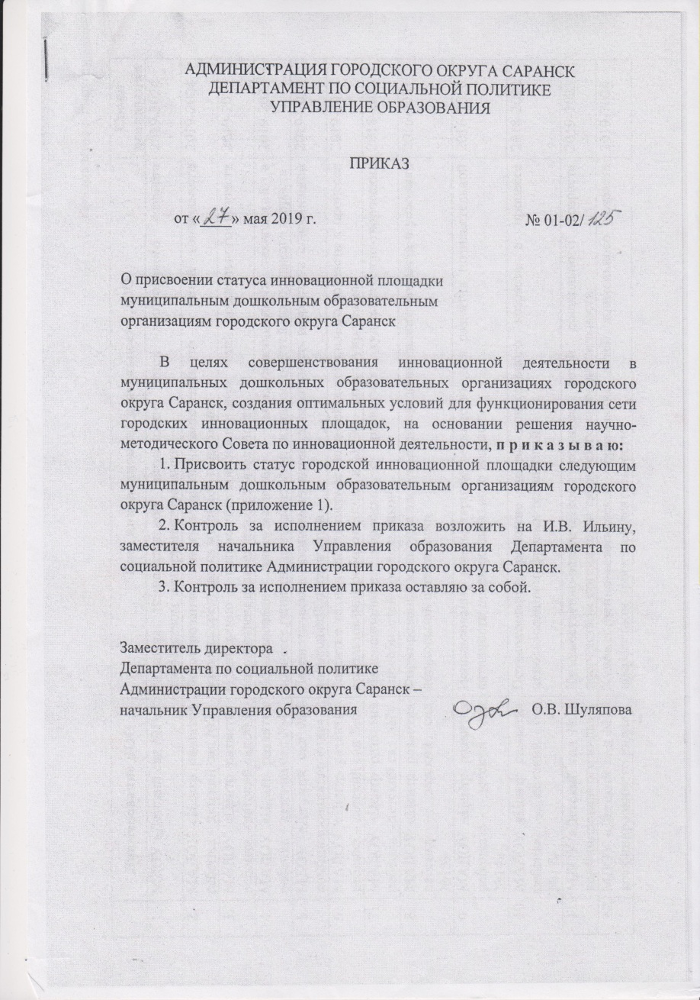 АДМИНИСТРАЦИЯ ГОРОДСКОГО ОКРУГА САРАНСК
ДЕПАРТАМЕНТ ПО СОЦИАЛЬНОЙ ПОЛИТИКЕ
УПРАВЛЕНИЕ ОБРАЗОВАНИЯ
ПРИКАЗ
от «27» мая 2019 г. № 01-02/125
О присвоении статуса инновационной площадки
муниципальным дошкольным образовательным
организациям городского округа Саранск
В целях совершенствования инновационной деятельности в
муниципальных дошкольных образовательных организациях городского
округа Саранск, создания оптимальных условий для функционирования сети
городских инновационных площадок, на основании решения научно-
методического Совета по инновационной деятельности, п р и к а з ы в а ю:
1. Присвоить статус городской инновационной площадки следующим
муниципальным дошкольным образовательным организациям городского
округа Саранск (приложение 1).
2. Контроль за исполнением приказа возложить на И.В. Ильину,
заместителя начальника Управления образования Департамента по
социальной политике Администрации городского округа Саранск.
3. Контроль за исполнением приказа оставляю за собой.
Заместитель директора
Департамента по социальной политике
Администрации городского округа Саранск –
начальник Управления образования О.В. Шуляпова